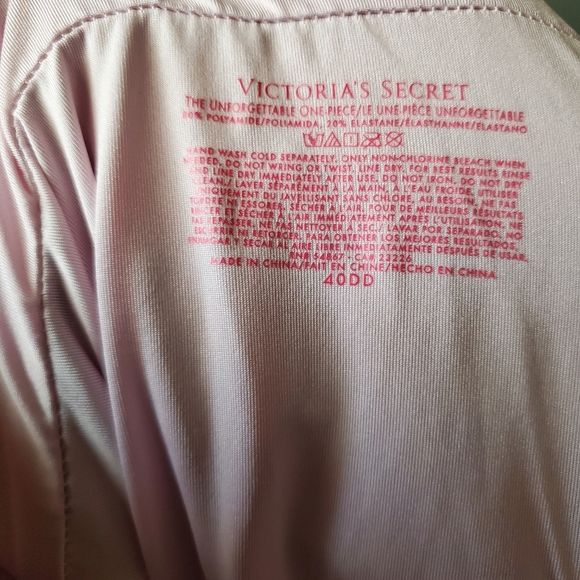 VICTORIA'S SECRET
THE UNFORGETTABLE ONE-PIECE/LE UNE-PIÈCE UNFORGETTABLE
80% POLYAMIDE/POLIAMIDA, 20% ELASTANE/ÉLASTHANNE/ELASTANO
HAND WASH COLD SEPARATELY. ONLY NON-CHLORINE BLEACH WHEN
NEEDED. DO NOT WRING OR TWIST. LINE DRY. FOR BEST RESULTS RINSE
AND LINE DRY IMMEDIATELY AFTER USE. DO NOT IRON. DO NOT DRY
CLEAN./ LAVER SÉPARÉMENT À LA MAIN, À L'EAU FROIDE. UTILISER
UNIQUEMENT DU JAVELLISANT SANS CHLORE, AU BESOIN. NE PAS
TORDRE NI ESSORER. SÉCHER À L'AIR. POUR DE MEILLEURS RÉSULTATS
RINCER ET SÉCHER À L'AIR IMMÉDIATEMENT APRÈS L'UTILISATION. NE
PAS REPASSER. NE PAS NETTOYER À SEC./ LAVAR POR SEPARADO. NO
ESCURRIR NI RETORCER. PARA OBTENER LOS MEJORES RESULTADOS,
ENJUAGAR Y SECAR AL AIRE LIBRE IMMEDIATAMENTE DESPUÉS DE USAR.
RN# 54867 • CA# 23226
MADE IN CHINA/FAIT EN CHINE/HECHO EN CHINA
40DD